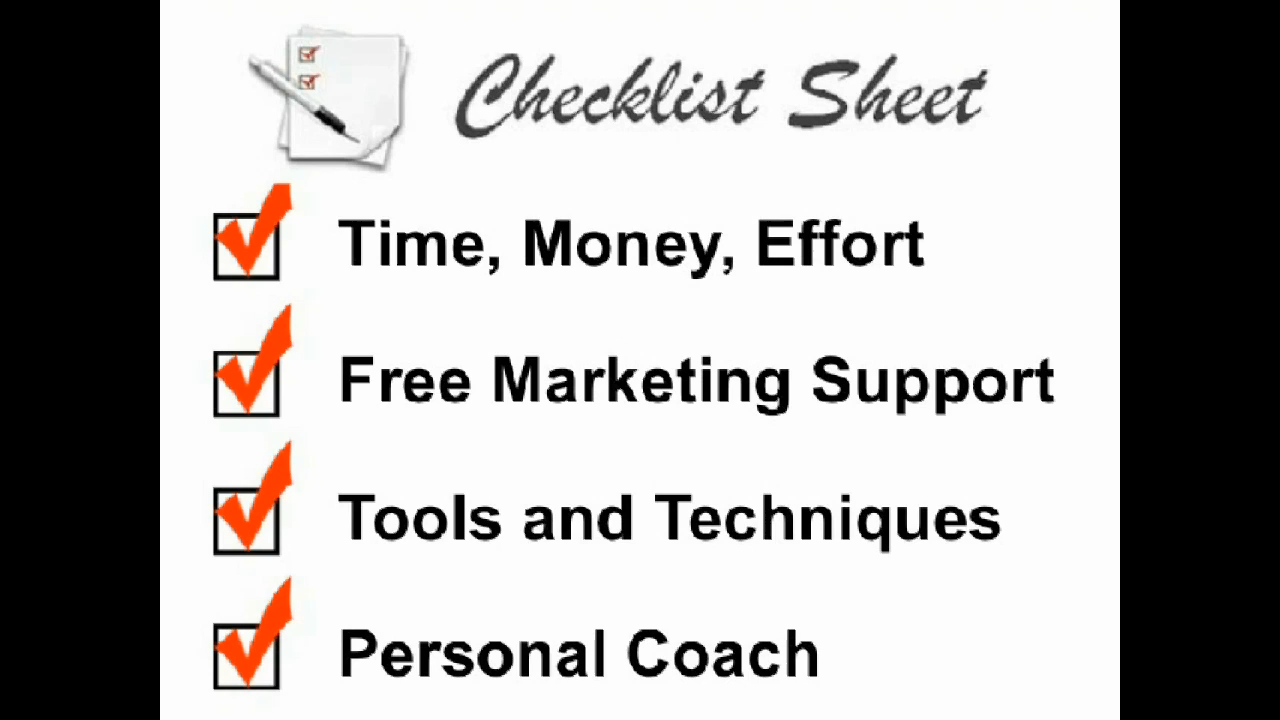 Checklist Sheet
Time, Money, Effort
Free Marketing Support
Tools and Techniques
Personal Coach